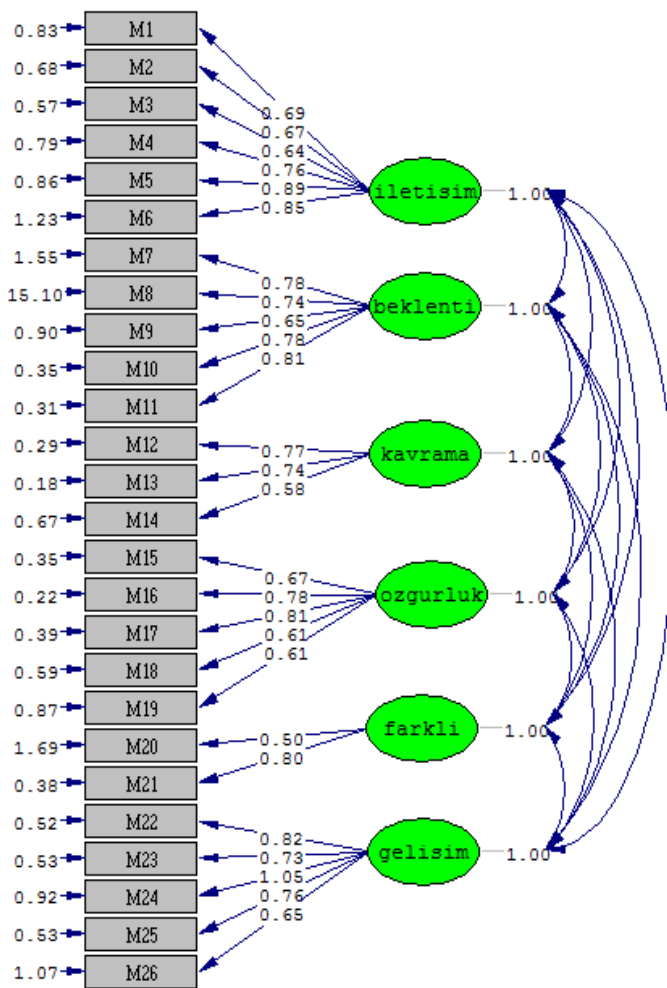 0.83 M1
0.68 M2
0.57 M3
0.79 M4
0.86 M5
1.23 M6
1.55 M7
15.10 M8
0.90 M9
0.35 M10
0.31 M11
0.29 M12
0.18 M13
0.67 M14
0.35 M15
0.22 M16
0.39 M17
0.59 M18
0.87 M19
1.69 M20
0.38 M21
0.52 M22
0.53 M23
0.92 M24
0.53 M25
1.07 M26
0.69
0.67
0.64
0.76
0.89
0.85
0.78
0.74
0.65
0.78
0.81
0.77
0.74
0.58
0.67
0.78
0.81
0.61
0.61
0.50
0.80
0.82
0.73
1.05
0.76
0.65
iletisim 1.00
beklenti 1.00
kavrama 1.00
ozgurluk 1.00
farkli 1.00
gelisim 1.00